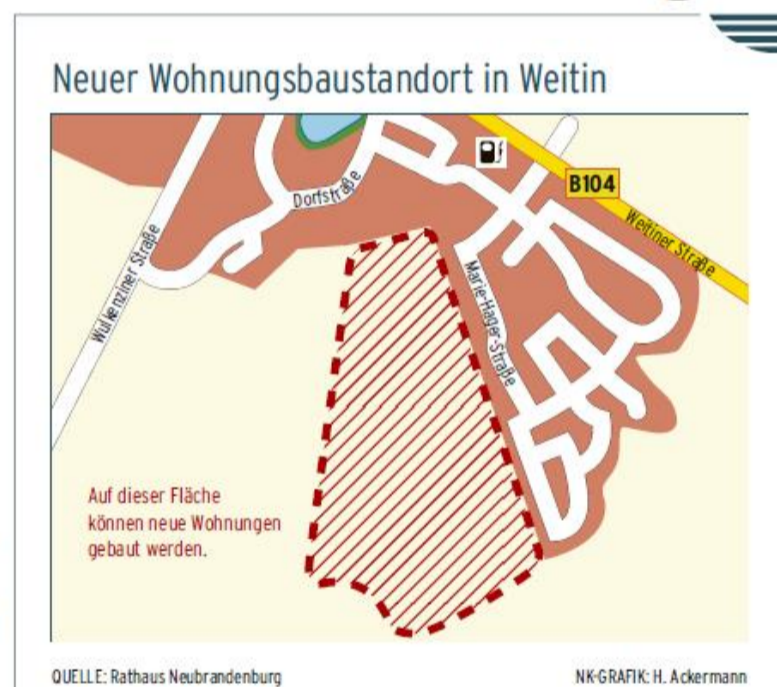 Neuer Wohnungsbaustandort in Weitin
B104
Dorfstraße
Weitiner Straße
Wulkenziner Straße
Marie-Hager-Straße
Auf dieser Fläche
können neue Wohnungen
gebaut werden.
QUELLE: Rathaus Neubrandenburg
NK-GRAFIK: H. Ackermann